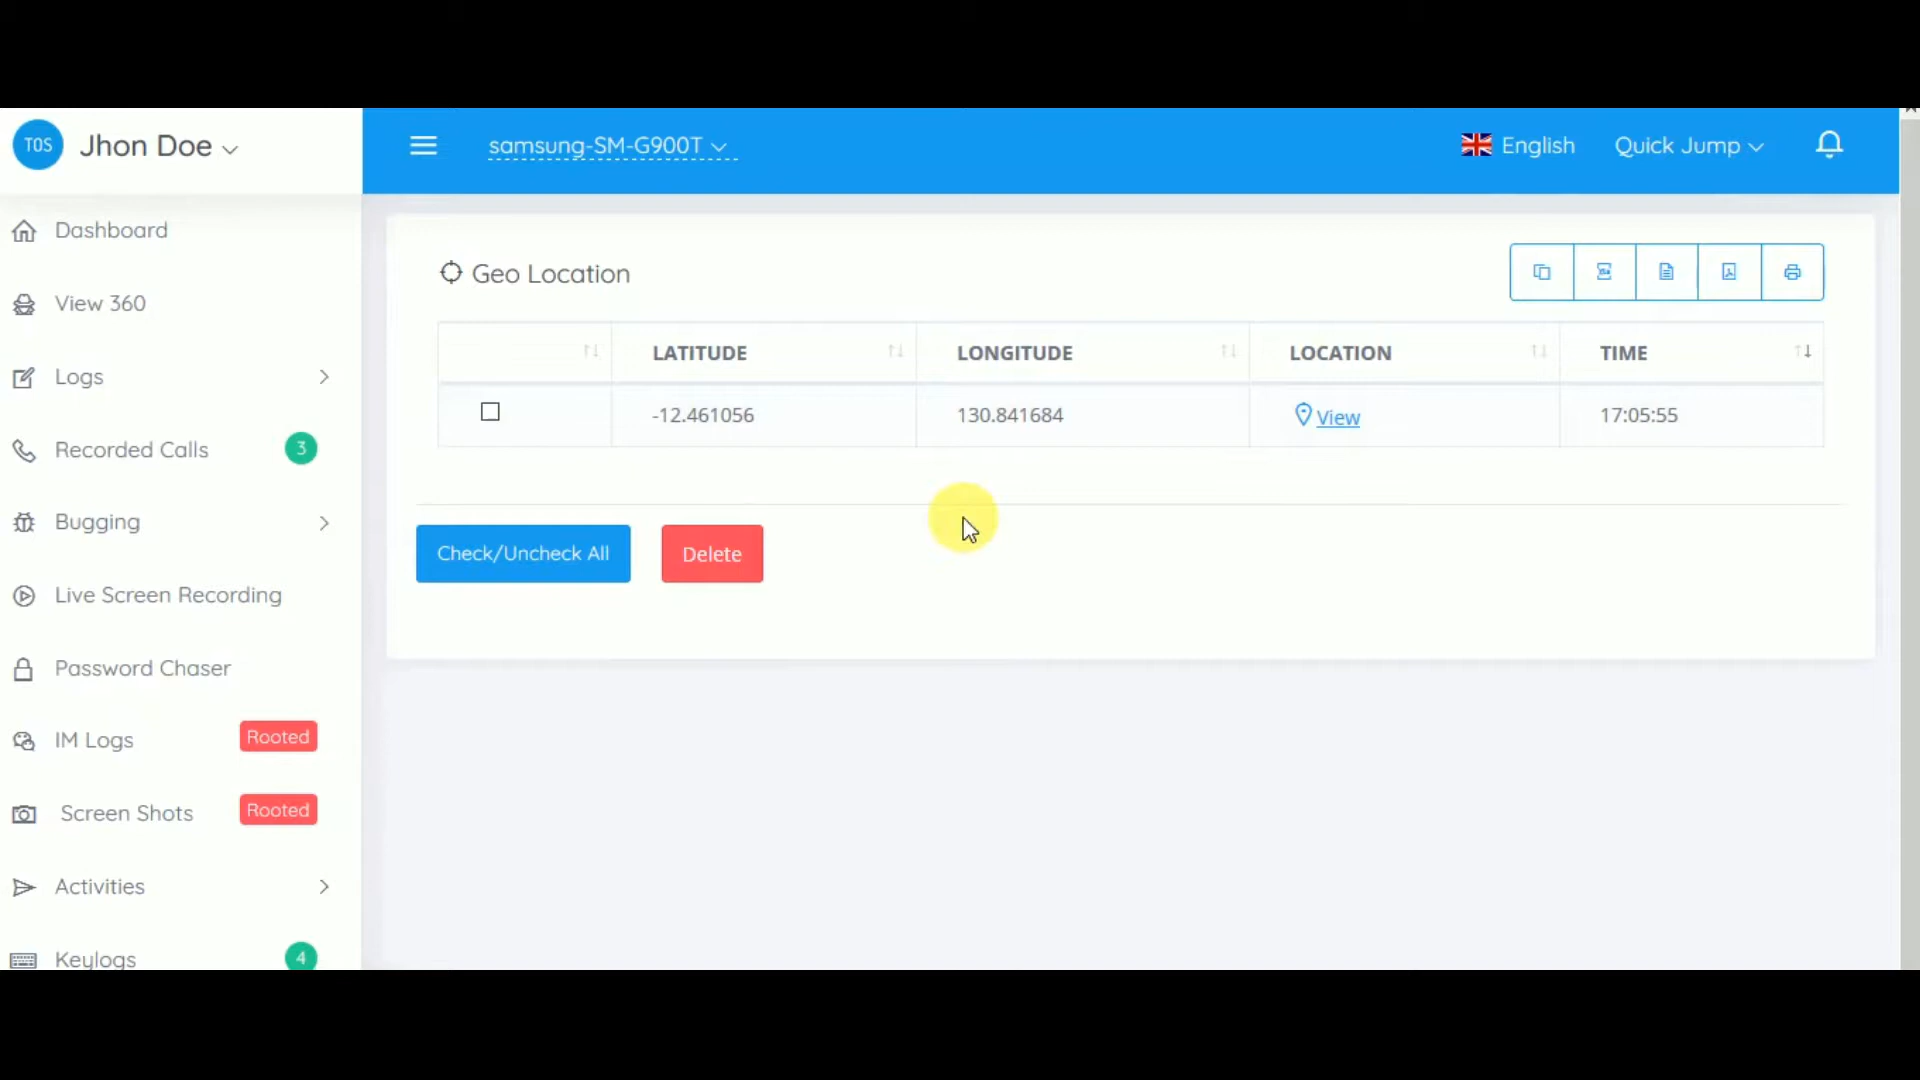 TOS Jhon Doe
samsung-SM-G900T
English
Quick Jump
Dashboard
View 360
Logs
Recorded Calls 3
Bugging
Live Screen Recording
Password Chaser
IM Logs Rooted
Screen Shots Rooted
Activities
Keylogs 4
Geo Location
LATITUDE LONGITUDE LOCATION TIME
-12.461056 130.841684 View 17:05:55
Check/Uncheck All Delete